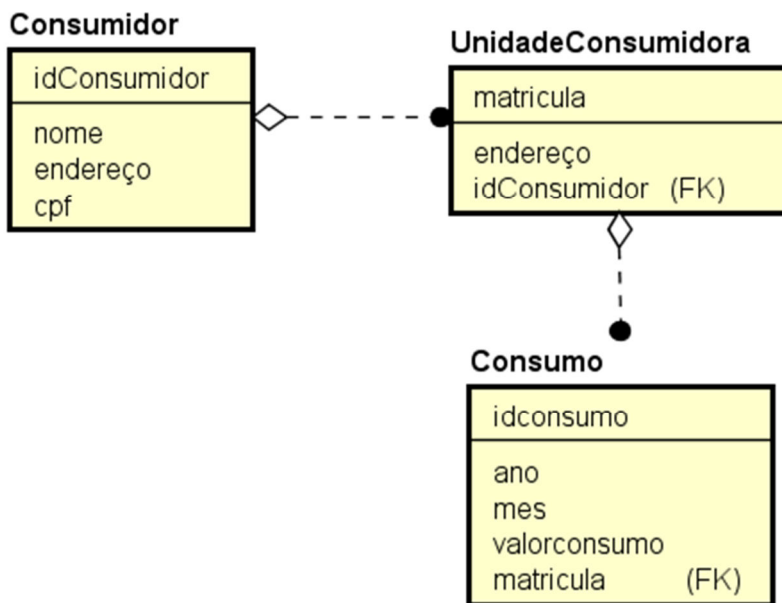 Consumidor
idConsumidor
nome
endereço
cpf
UnidadeConsumidora
matricula
endereço
idConsumidor (FK)
Consumo
idconsumo
ano
mes
valorconsumo
matricula (FK)